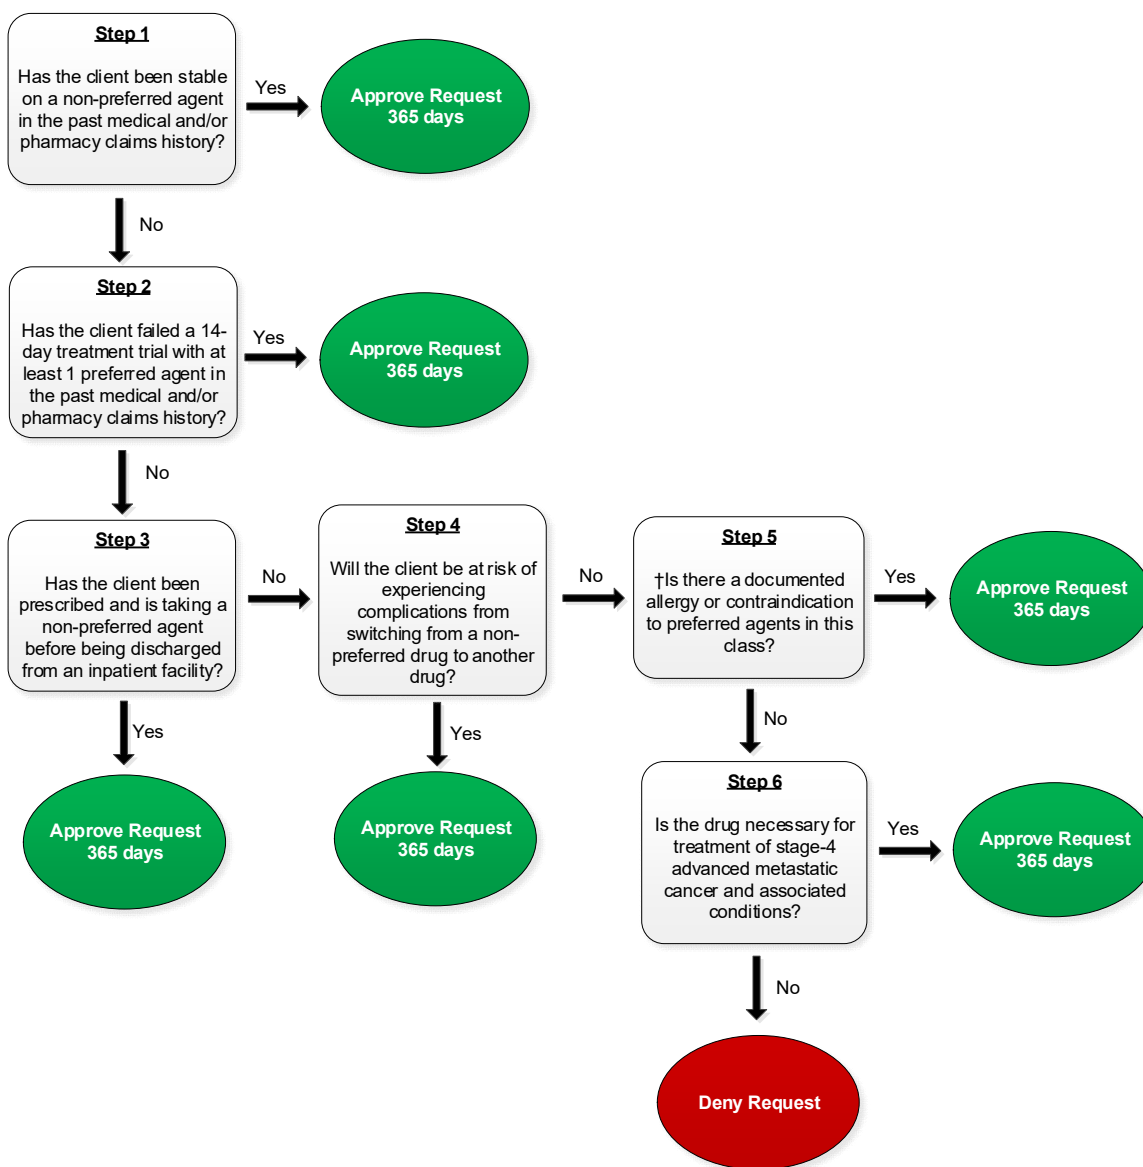 Step 1
Has the client been stable
on a non-preferred agent
in the past medical and/or
pharmacy claims history?
Yes
Approve Request
365 days
No
Step 2
Has the client failed a 14-
day treatment trial with at
least 1 preferred agent in
the past medical and/or
pharmacy claims history?
Yes
Approve Request
365 days
No
Step 3
Has the client been
prescribed and is taking a
non-preferred agent
before being discharged
from an inpatient facility?
No
Yes
Approve Request
365 days
Step 4
Will the client be at risk of
experiencing
complications from
switching from a non-
preferred drug to another
drug?
No
Yes
Approve Request
365 days
Step 5
†Is there a documented
allergy or contraindication
to preferred agents in this
class?
Yes
Approve Request
365 days
No
Step 6
Is the drug necessary for
treatment of stage-4
advanced metastatic
cancer and associated
conditions?
Yes
Approve Request
365 days
No
Deny Request